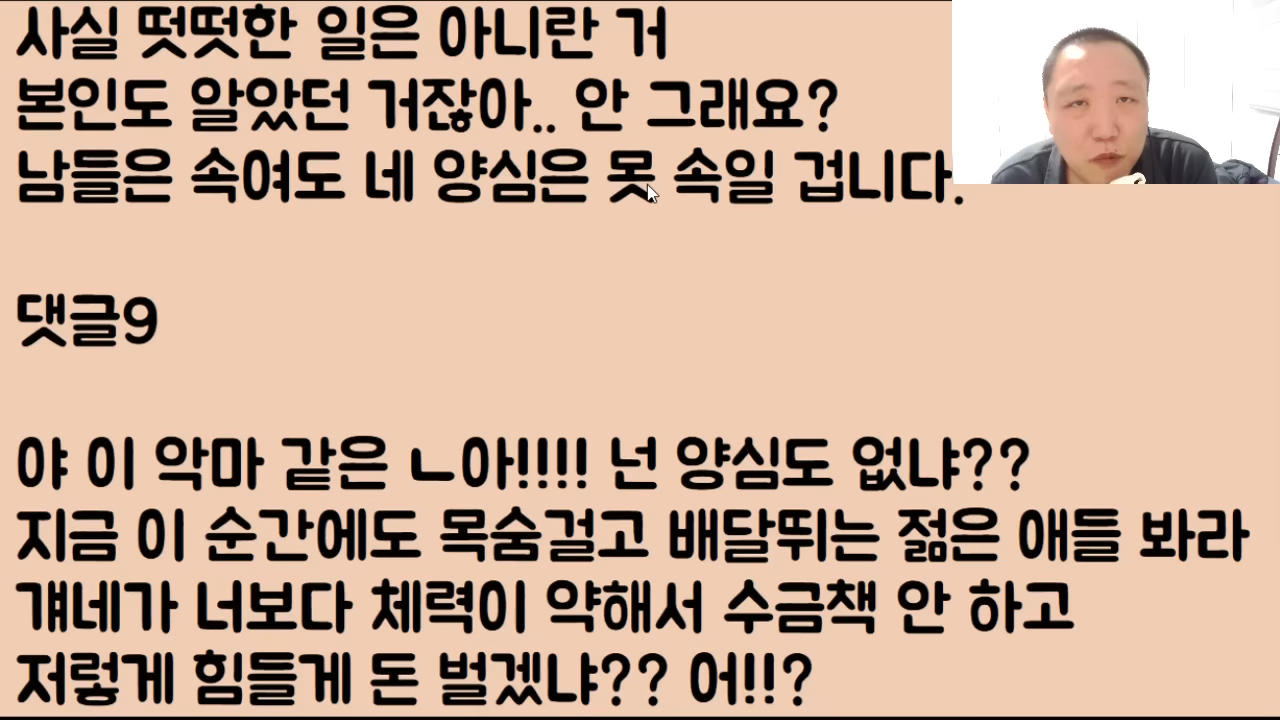 사실 떳떳한 일은 아니란 거
본인도 알았던 거잖아.. 안 그래요?
남들은 속여도 네 양심은 못 속일 겁니다.
댓글9
야 이 악마 같은 ㄴ아!!!! 넌 양심도 없냐??
지금 이 순간에도 목숨걸고 배달뛰는 젊은 애들 봐라
걔네가 너보다 체력이 약해서 수금책 안 하고
저렇게 힘들게 돈 벌겠냐?? 어!!?